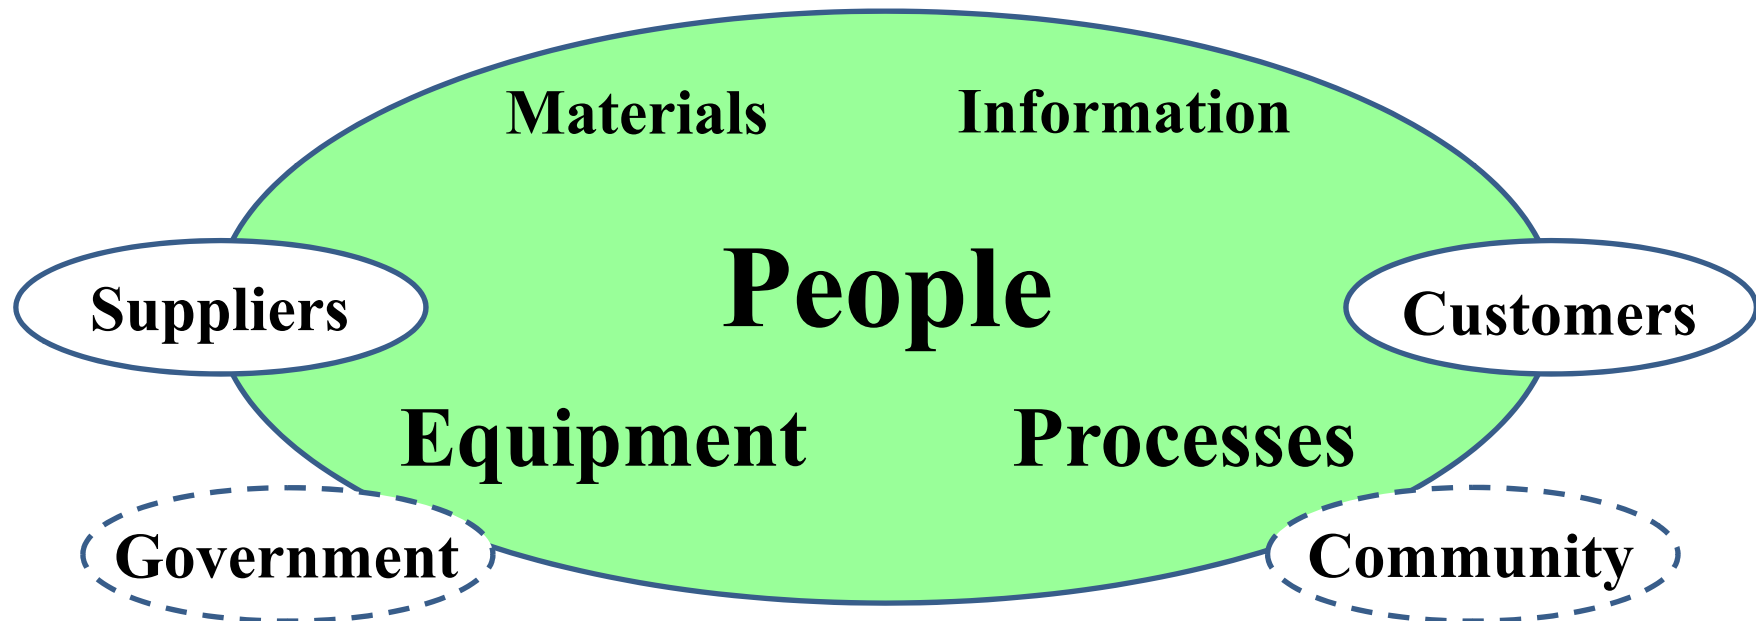 Materials
Information
People
Suppliers
Customers
Equipment
Processes
Government
Community